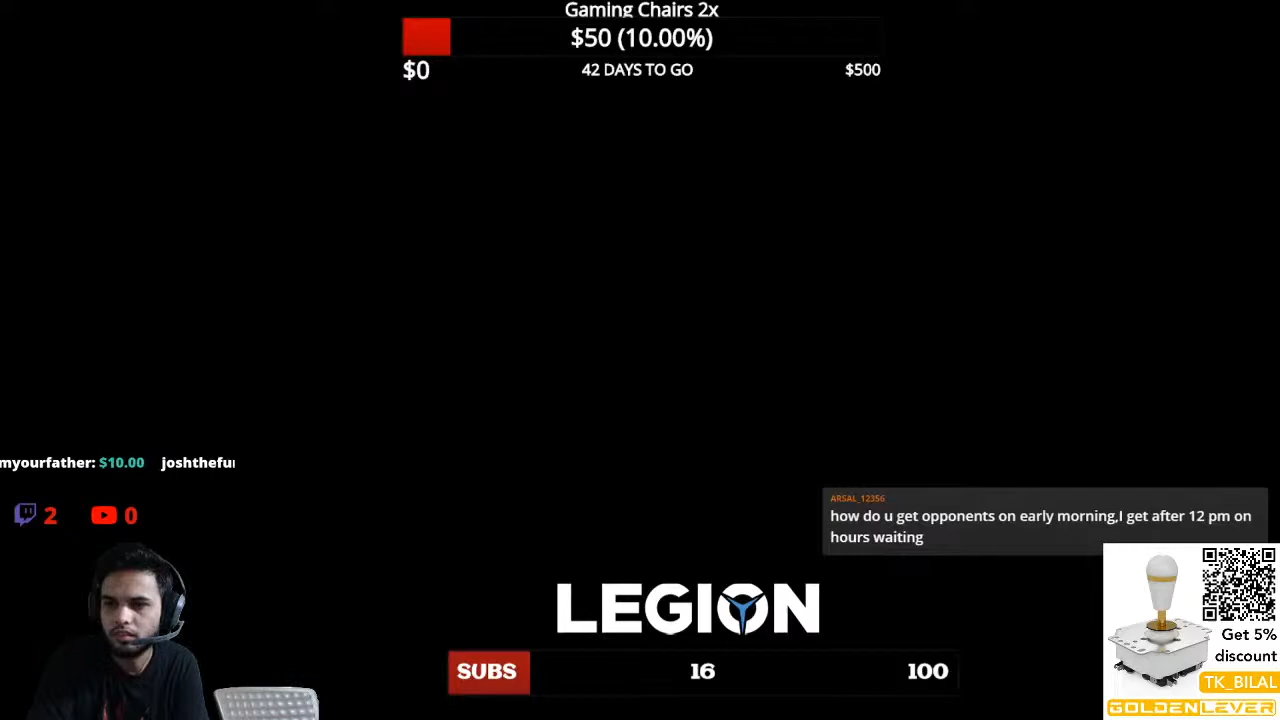 Gaming Chairs 2x
$50 (10.00%)
$0
42 DAYS TO GO
$500
myourfather: $10.00 joshthefu
2
0
ARSAL_12356
how do u get opponents on early morning,I get after 12 pm on
hours waiting
LEGION
SUBS
16
100
Get 5%
discount
TK_BILAL
GOLDENLEVER